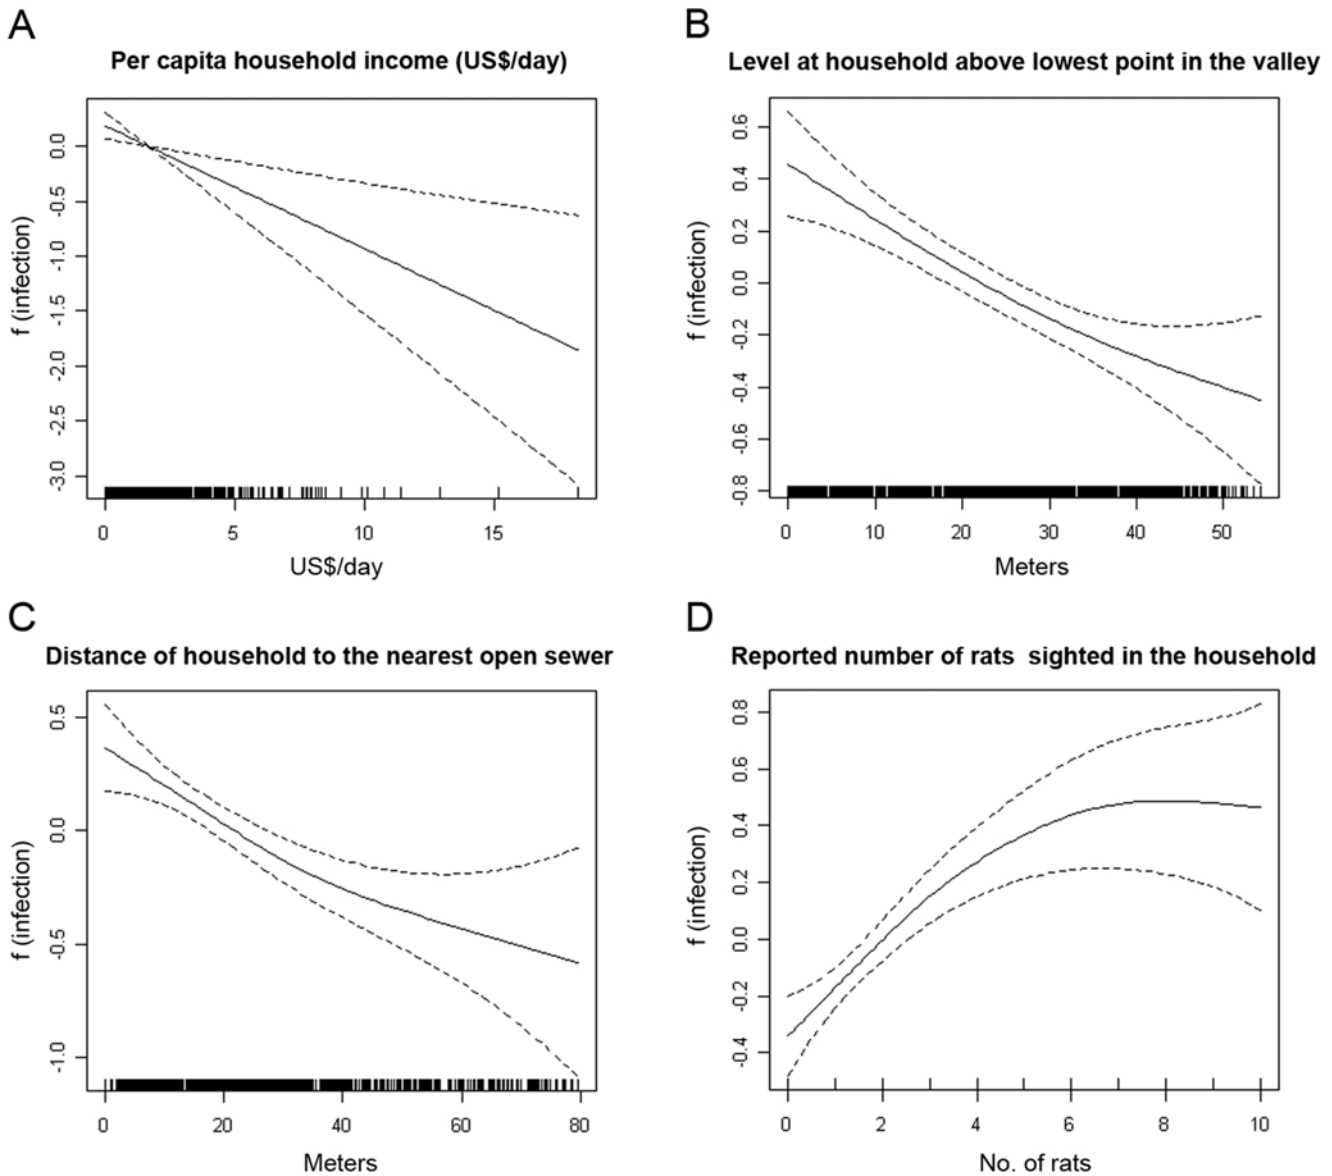 A
Per capita household income (US$/day)
f (infection)
0.0
-0.5
-1.0
-1.5
-2.0
-2.5
-3.0
0 5 10 15
US$/day
B
Level at household above lowest point in the valley
f (infection)
0.6
0.4
0.2
0.0
-0.2
-0.4
-0.6
-0.8
0 10 20 30 40 50
Meters
C
Distance of household to the nearest open sewer
f (infection)
0.5
0.0
-0.5
-1.0
0 20 40 60 80
Meters
D
Reported number of rats sighted in the household
f (infection)
0.8
0.6
0.4
0.2
0.0
-0.2
-0.4
0 2 4 6 8 10
No. of rats